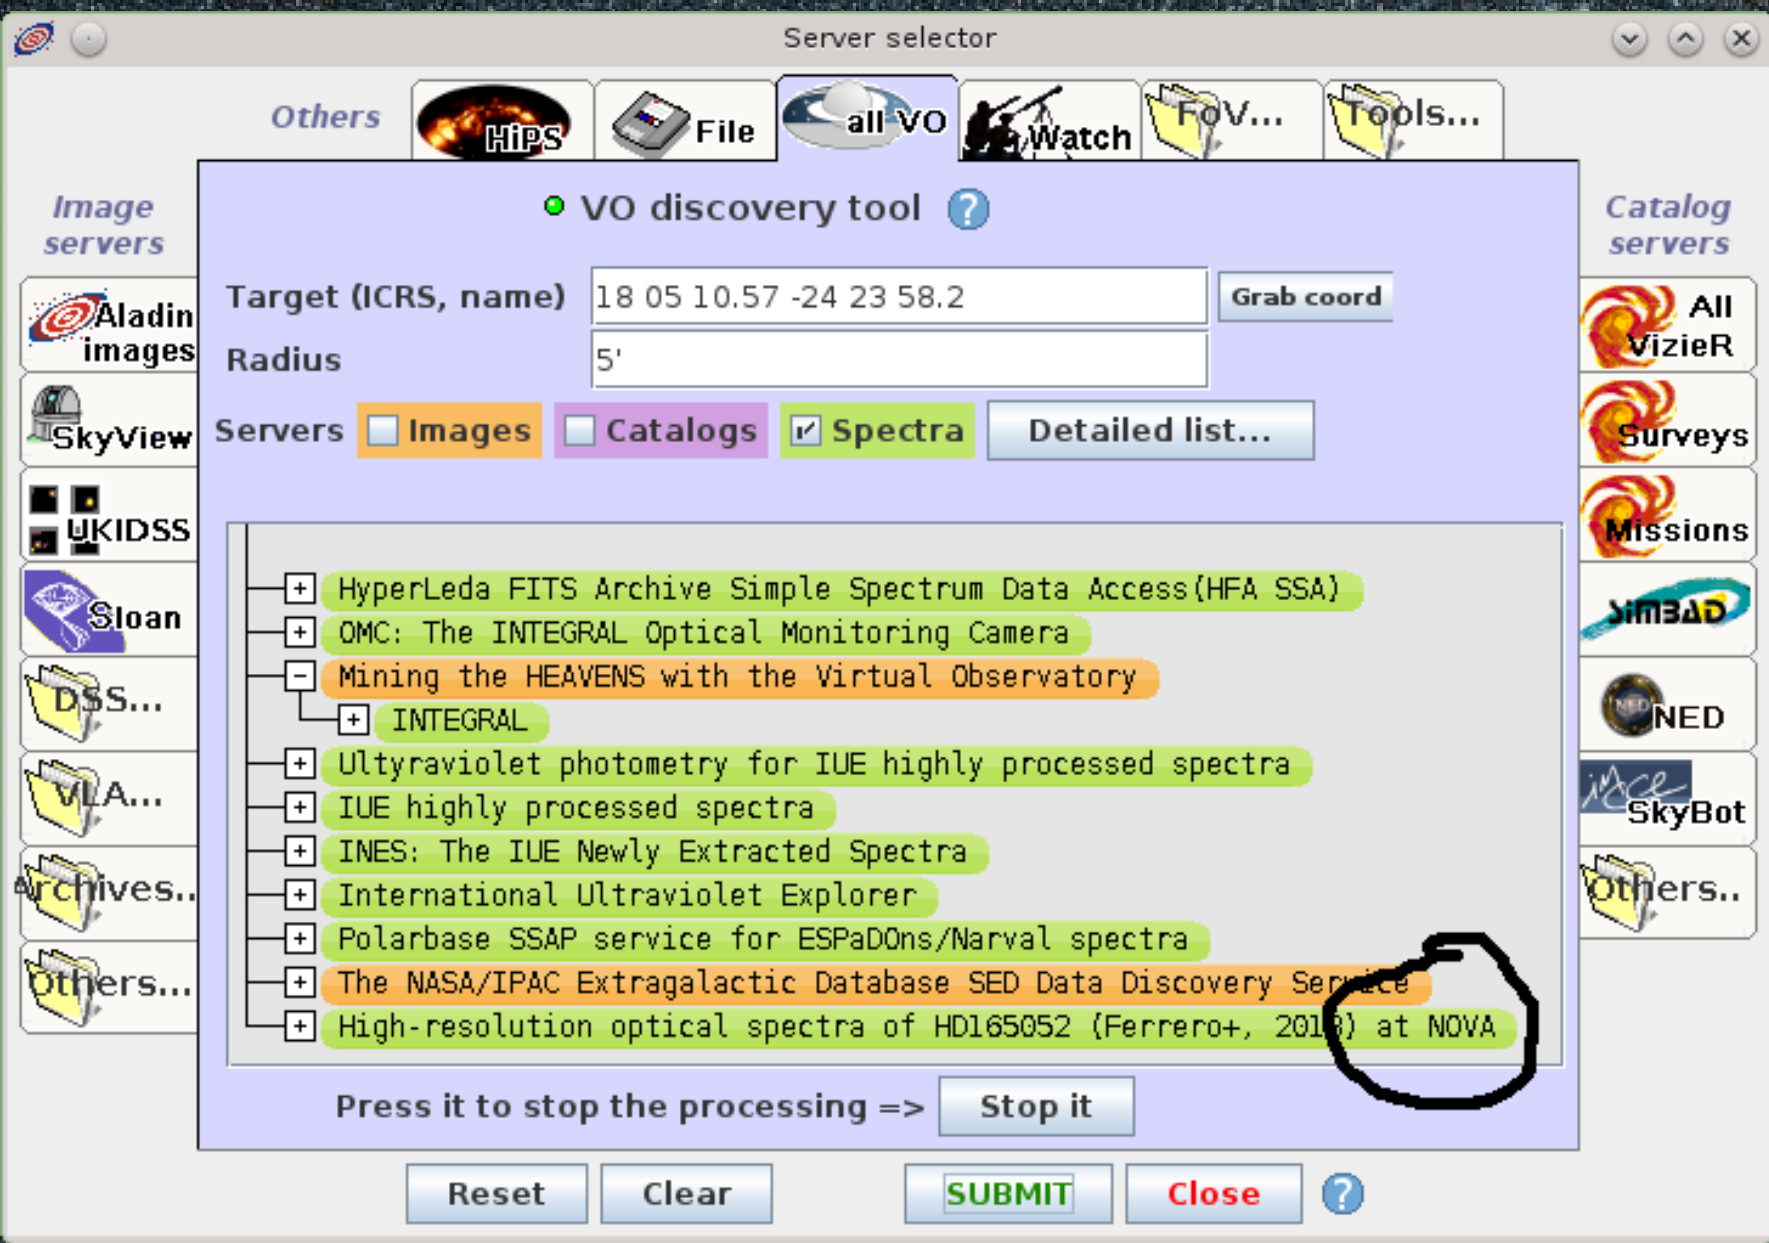 Server selector
Others
HiPS
File
all VO
Watch
FoV...
Tools...
Image
servers
Catalog
servers
VO discovery tool ?
Target (ICRS, name) 18 05 10.57 -24 23 58.2 Grab coord
Radius 5'
Servers Images Catalogs Spectra Detailed list...
Aladin
images
SkyView
UKIDSS
Sloan
DSS...
VLA...
Archives..
Others...
HyperLeda FITS Archive Simple Spectrum Data Access(HFA SSA)
OMC: The INTEGRAL Optical Monitoring Camera
Mining the HEAVENS with the Virtual Observatory
INTEGRAL
Ultyraviolet photometry for IUE highly processed spectra
IUE highly processed spectra
INES: The IUE Newly Extracted Spectra
International Ultraviolet Explorer
Polarbase SSAP service for ESPaDOns/Narval spectra
The NASA/IPAC Extragalactic Database SED Data Discovery Service
High-resolution optical spectra of HD165052 (Ferrero+, 2013) at NOVA
All
VizieR
Surveys
Missions
SiMBAD
NED
NED
imcce
SkyBot
Others..
Press it to stop the processing => Stop it
Reset Clear SUBMIT Close ?